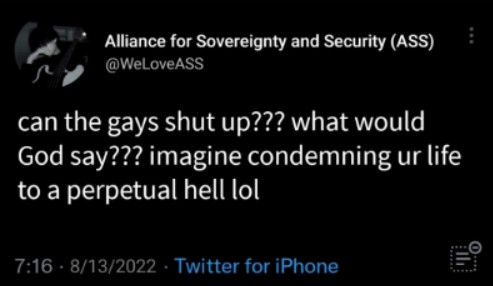 Alliance for Sovereignty and Security (ASS)
@WeLoveASS
can the gays shut up??? what would
God say??? imagine condemning ur life
to a perpetual hell lol
7:16 · 8/13/2022 · Twitter for iPhone